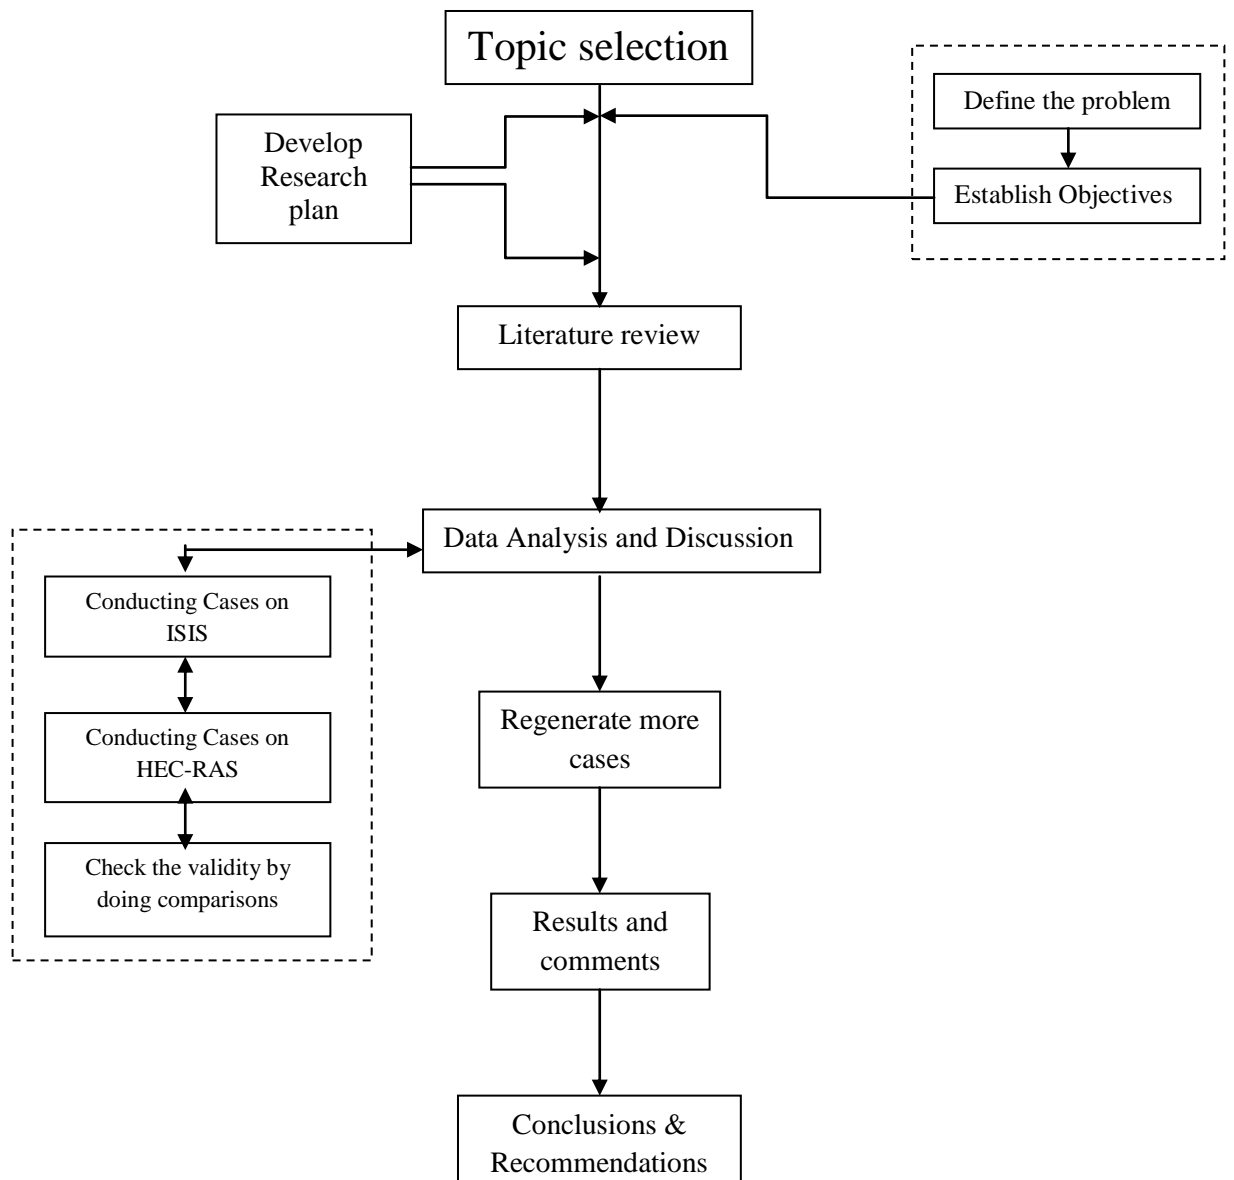 Topic selection
Define the problem
Develop
Research
plan
Establish Objectives
Literature review
Data Analysis and Discussion
Conducting Cases on
ISIS
Conducting Cases on
HEC-RAS
Check the validity by
doing comparisons
Regenerate more
cases
Results and
comments
Conclusions &
Recommendations